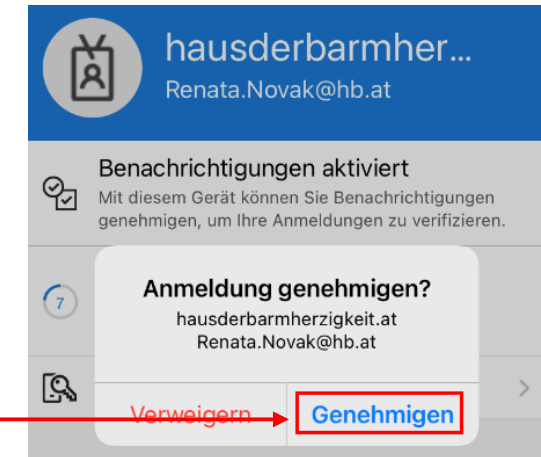 hausderbarmher...
Renata.Novak@hb.at
Benachrichtigungen aktiviert
Mit diesem Gerät können Sie Benachrichtigungen
genehmigen, um Ihre Anmeldungen zu verifizieren.
7
Anmeldung genehmigen?
hausderbarmherzigkeit.at
Renata.Novak@hb.at
Verweigern
Genehmigen